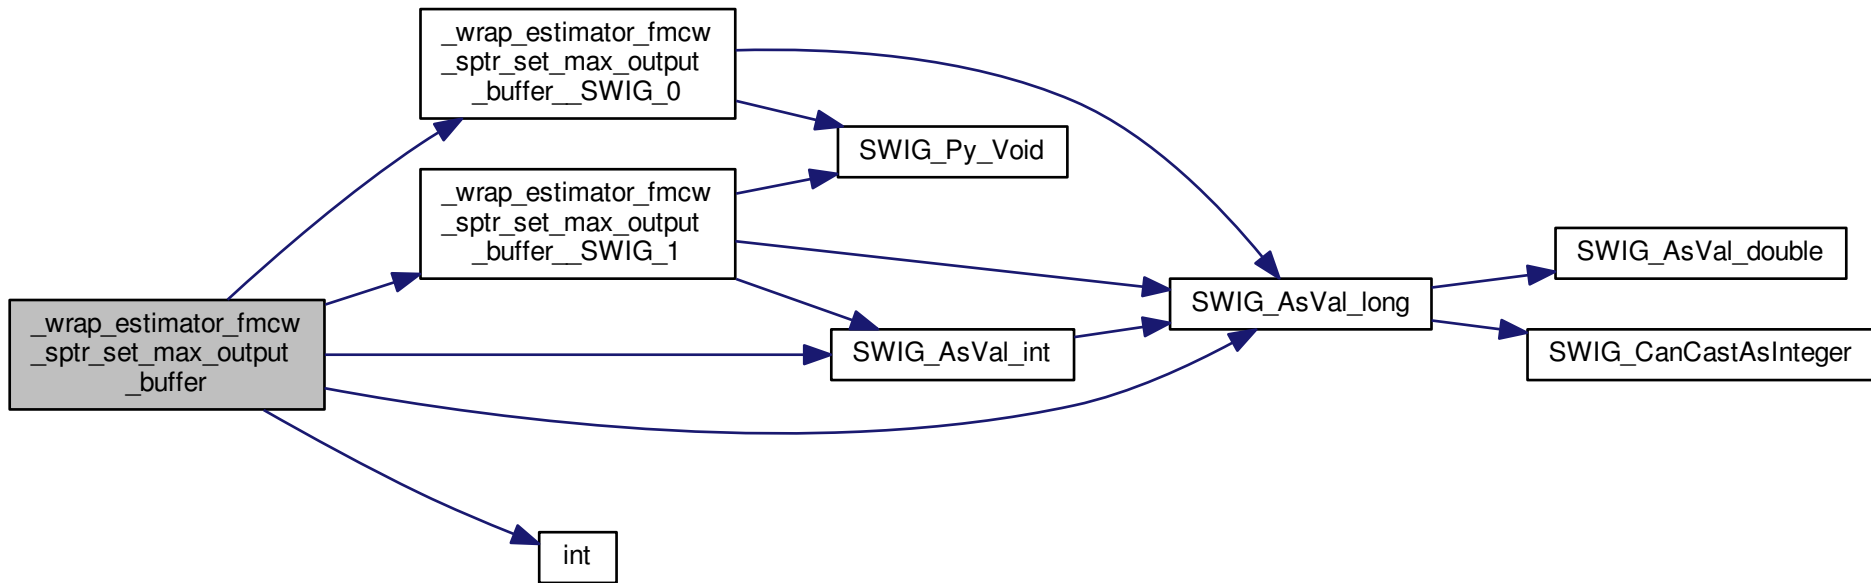 _wrap_estimator_fmcw
_sptr_set_max_output
_buffer
_wrap_estimator_fmcw
_sptr_set_max_output
_buffer__SWIG_0
_wrap_estimator_fmcw
_sptr_set_max_output
_buffer__SWIG_1
int
SWIG_Py_Void
SWIG_AsVal_int
SWIG_AsVal_long
SWIG_AsVal_double
SWIG_CanCastAsInteger